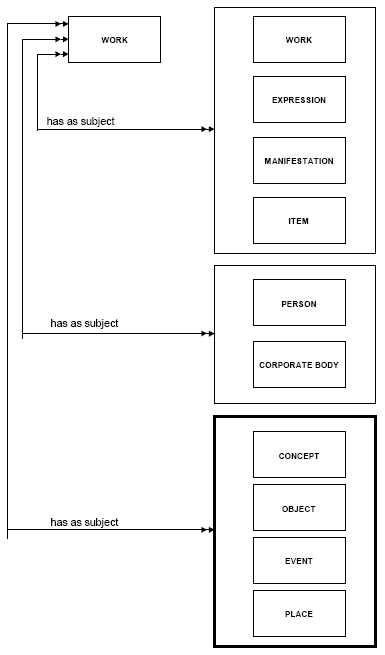 WORK
WORK
EXPRESSION
has as subject
MANIFESTATION
ITEM
PERSON
has as subject
CORPORATE BODY
CONCEPT
OBJECT
has as subject
EVENT
PLACE